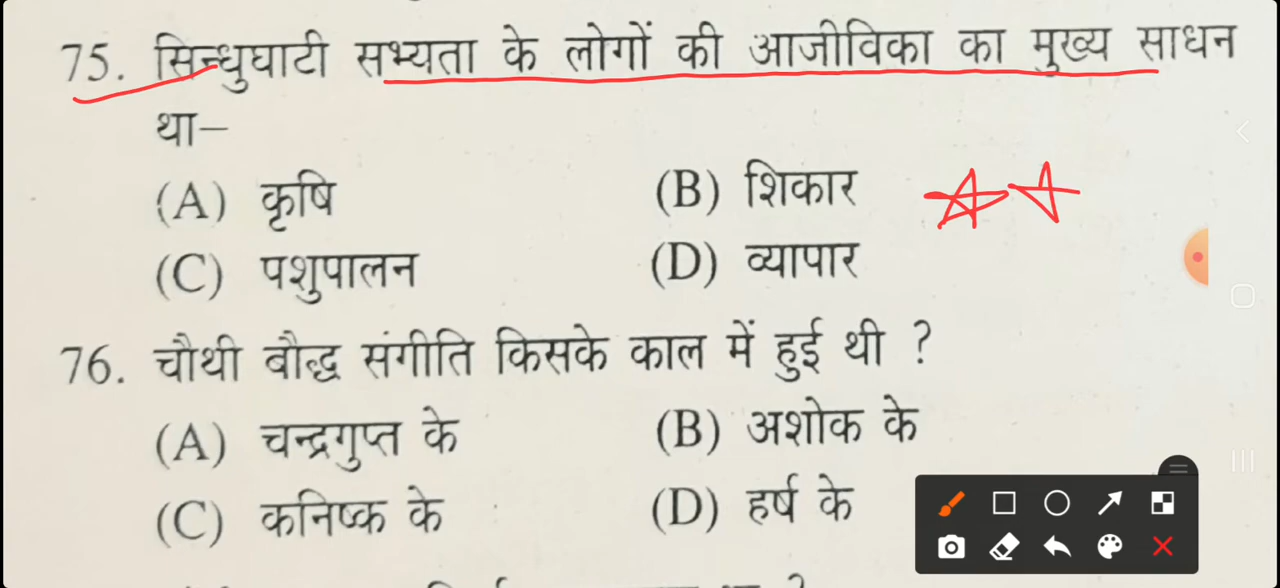 75. सिन्धुघाटी सभ्यता के लोगों की आजीविका का मुख्य साधन
था–
(A) कृषि (B) शिकार
(C) पशुपालन (D) व्यापार
76. चौथी बौद्ध संगीति किसके काल में हुई थी ?
(A) चन्द्रगुप्त के (B) अशोक के
(C) कनिष्क के (D) हर्ष के